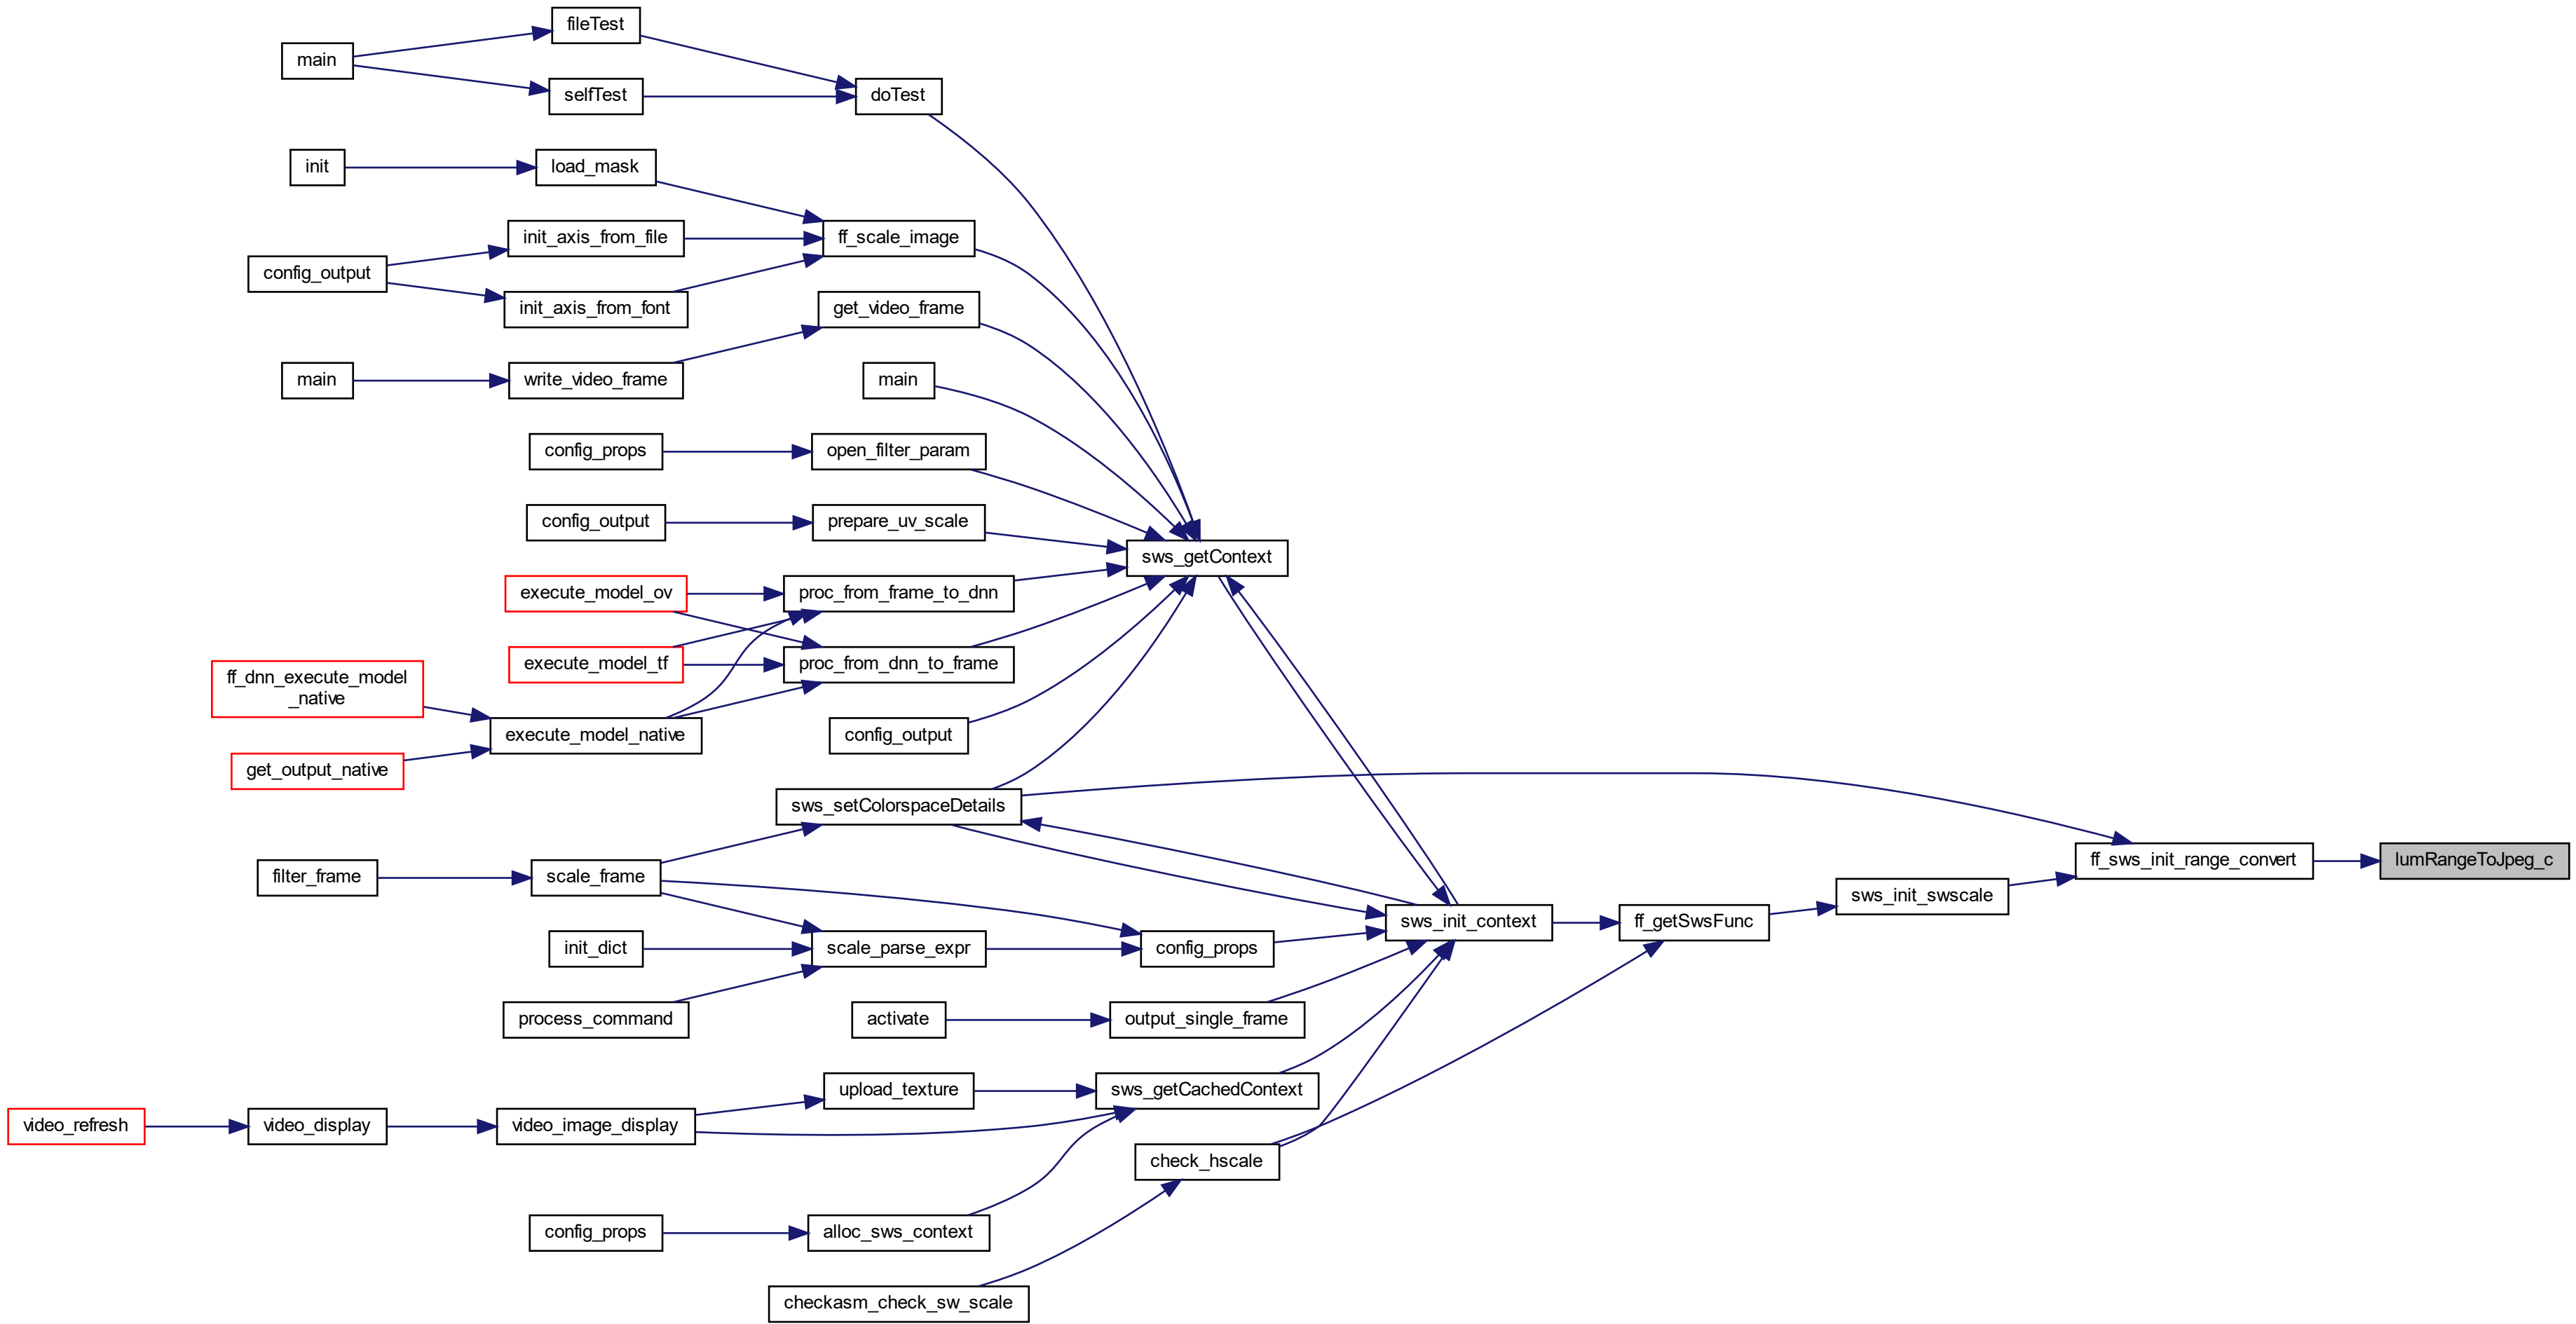 fileTest
main
selfTest
doTest
init
load_mask
init_axis_from_file
ff_scale_image
config_output
init_axis_from_font
get_video_frame
main
write_video_frame
main
config_props
open_filter_param
config_output
prepare_uv_scale
sws_getContext
execute_model_ov
proc_from_frame_to_dnn
execute_model_tf
proc_from_dnn_to_frame
ff_dnn_execute_model
_native
execute_model_native
config_output
get_output_native
sws_setColorspaceDetails
ff_sws_init_range_convert
lumRangeToJpeg_c
filter_frame
scale_frame
sws_init_swscale
sws_init_context
ff_getSwsFunc
init_dict
scale_parse_expr
config_props
process_command
activate
output_single_frame
upload_texture
sws_getCachedContext
video_refresh
video_display
video_image_display
check_hscale
config_props
alloc_sws_context
checkasm_check_sw_scale